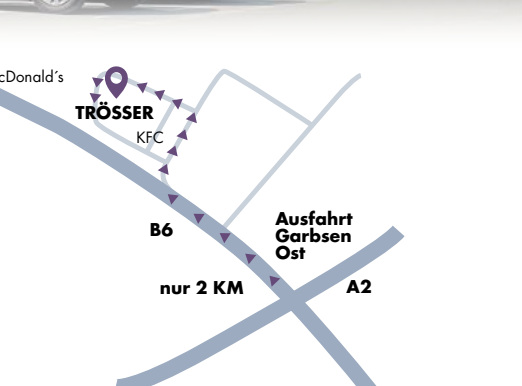 cDonald´s
TRÖSSER
KFC
B6
Ausfahrt
Garbsen
Ost
nur 2 KM
A2